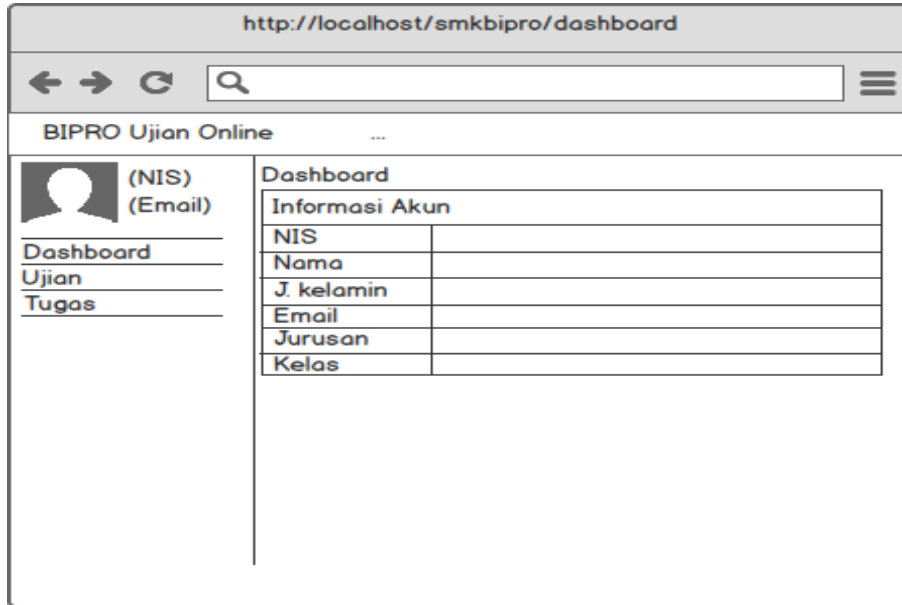 http://localhost/smkbipro/dashboard
BIPRO Ujian Online ...
(NIS)
(Email)
Dashboard
Ujian
Tugas
Dashboard
Informasi Akun
NIS
Nama
J. kelamin
Email
Jurusan
Kelas